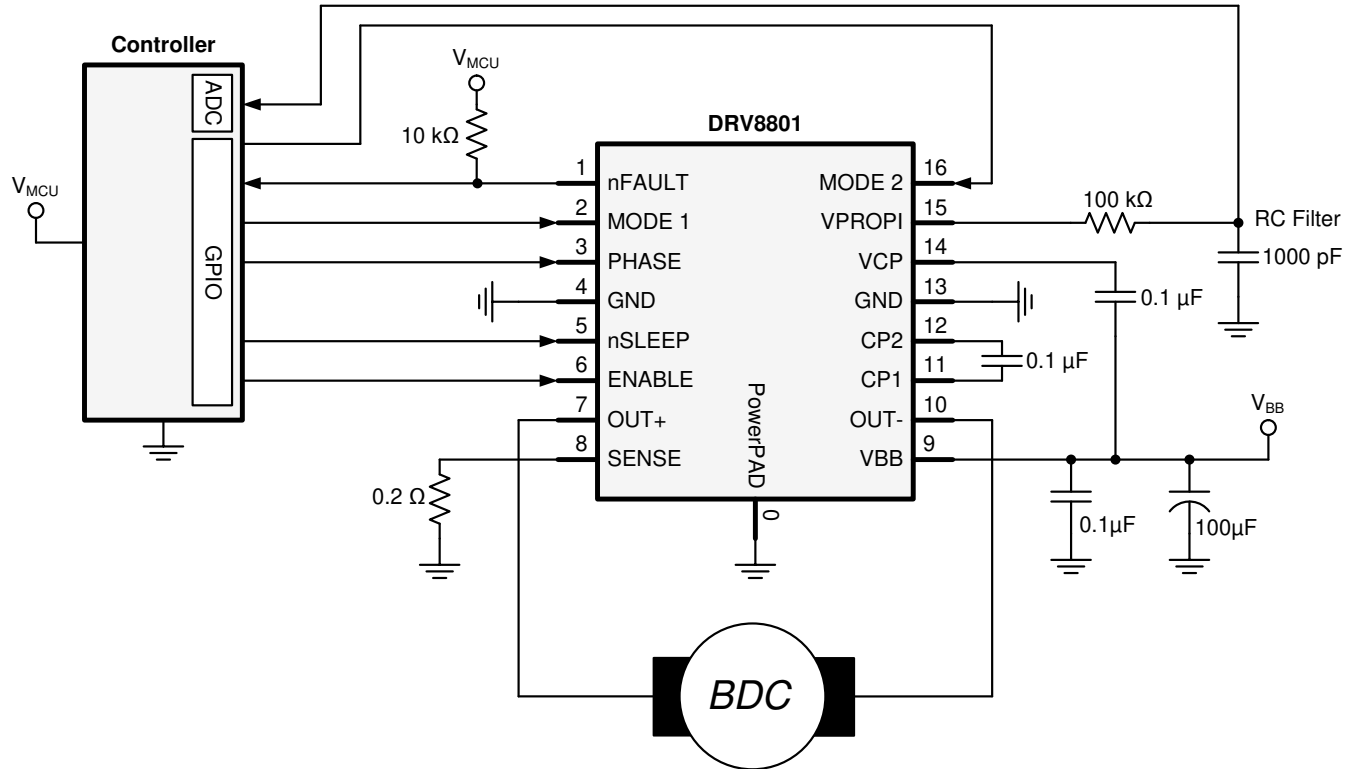 Controller
ADC
GPIO
V_MCU
V_MCU
10 kΩ
DRV8801
1 nFAULT
2 MODE 1
3 PHASE
4 GND
5 nSLEEP
6 ENABLE
7 OUT+
8 SENSE
MODE 2 16
VPROPI 15
VCP 14
GND 13
CP2 12
CP1 11
OUT- 10
VBB 9
PowerPAD
0
100 kΩ
RC Filter
1000 pF
0.1 µF
0.1 µF
V_BB
0.1µF
100µF
0.2 Ω
BDC